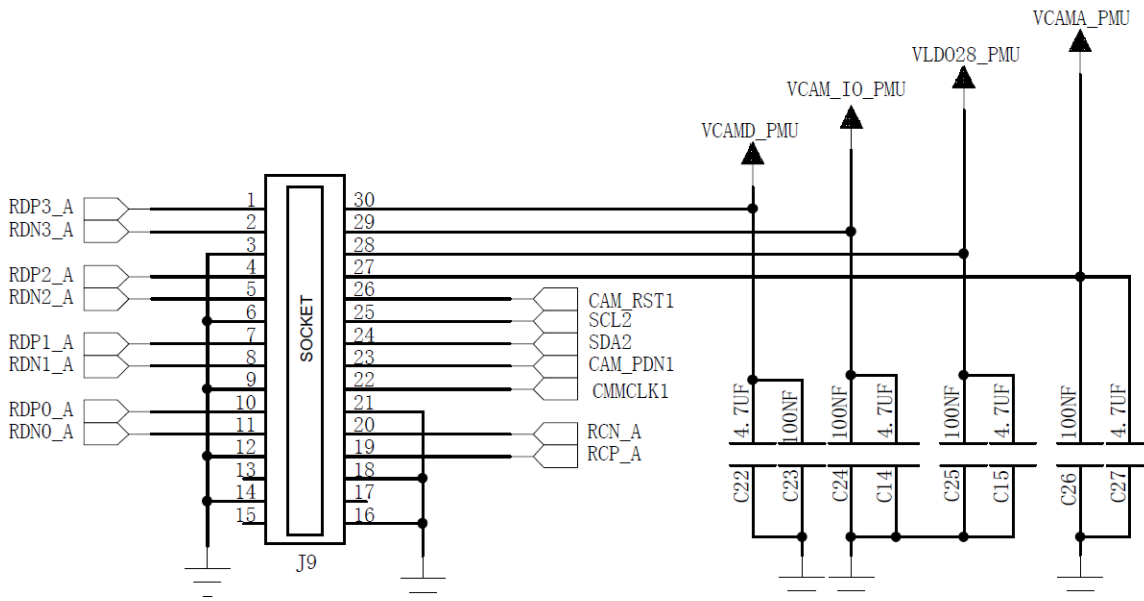 VCAMA_PMU
VLDO28_PMU
VCAM_IO_PMU
VCAMD_PMU
RDP3_A 1 30
RDN3_A 2 29
3 28
RDP2_A 4 27
RDN2_A 5 26 CAM_RST1
6 25 SCL2
RDP1_A 7 24 SDA2
RDN1_A 8 23 CAM_PDN1
9 22 CMMCLK1
RDP0_A 10 21
RDN0_A 11 20 RCN_A
12 19 RCP_A
13 18
14 17
15 16
SOCKET
J9
4.7UF 100NF 100NF 4.7UF 100NF 4.7UF 100NF 4.7UF
C22 C23 C24 C14 C25 C15 C26 C27